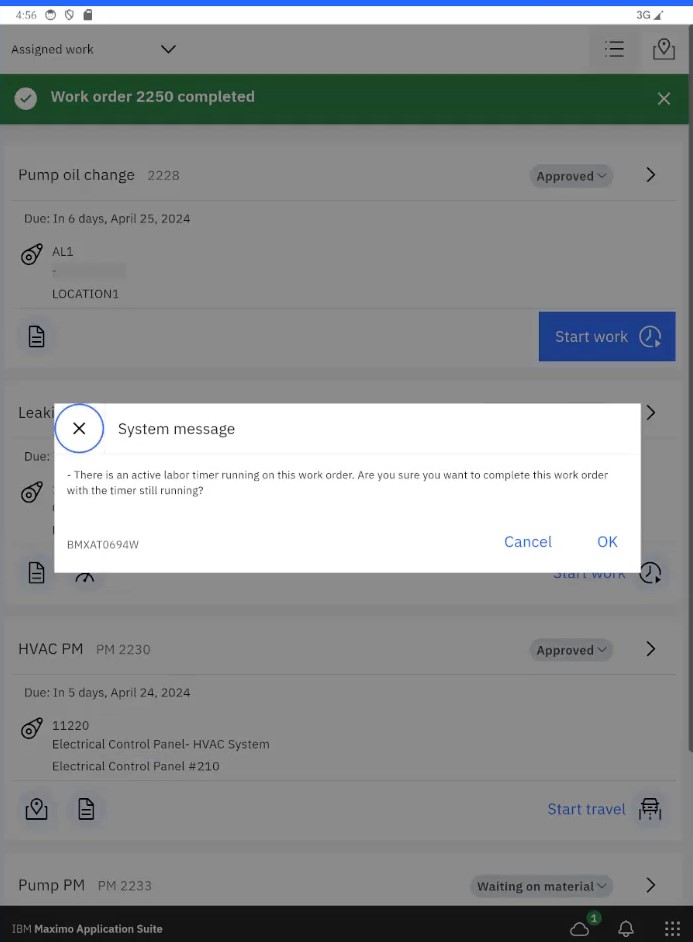 4:56
3G
Assigned work
Work order 2250 completed
Pump oil change 2228
Approved
Due: In 6 days, April 25, 2024
AL1
-
LOCATION1
Start work
Leaki
Due:
System message
- There is an active labor timer running on this work order. Are you sure you want to complete this work order
with the timer still running?
BMXAT0694W
Cancel
OK
Start work
HVAC PM PM 2230
Approved
Due: In 5 days, April 24, 2024
11220
Electrical Control Panel- HVAC System
Electrical Control Panel #210
Start travel
Pump PM PM 2233
Waiting on material
IBM Maximo Application Suite
1